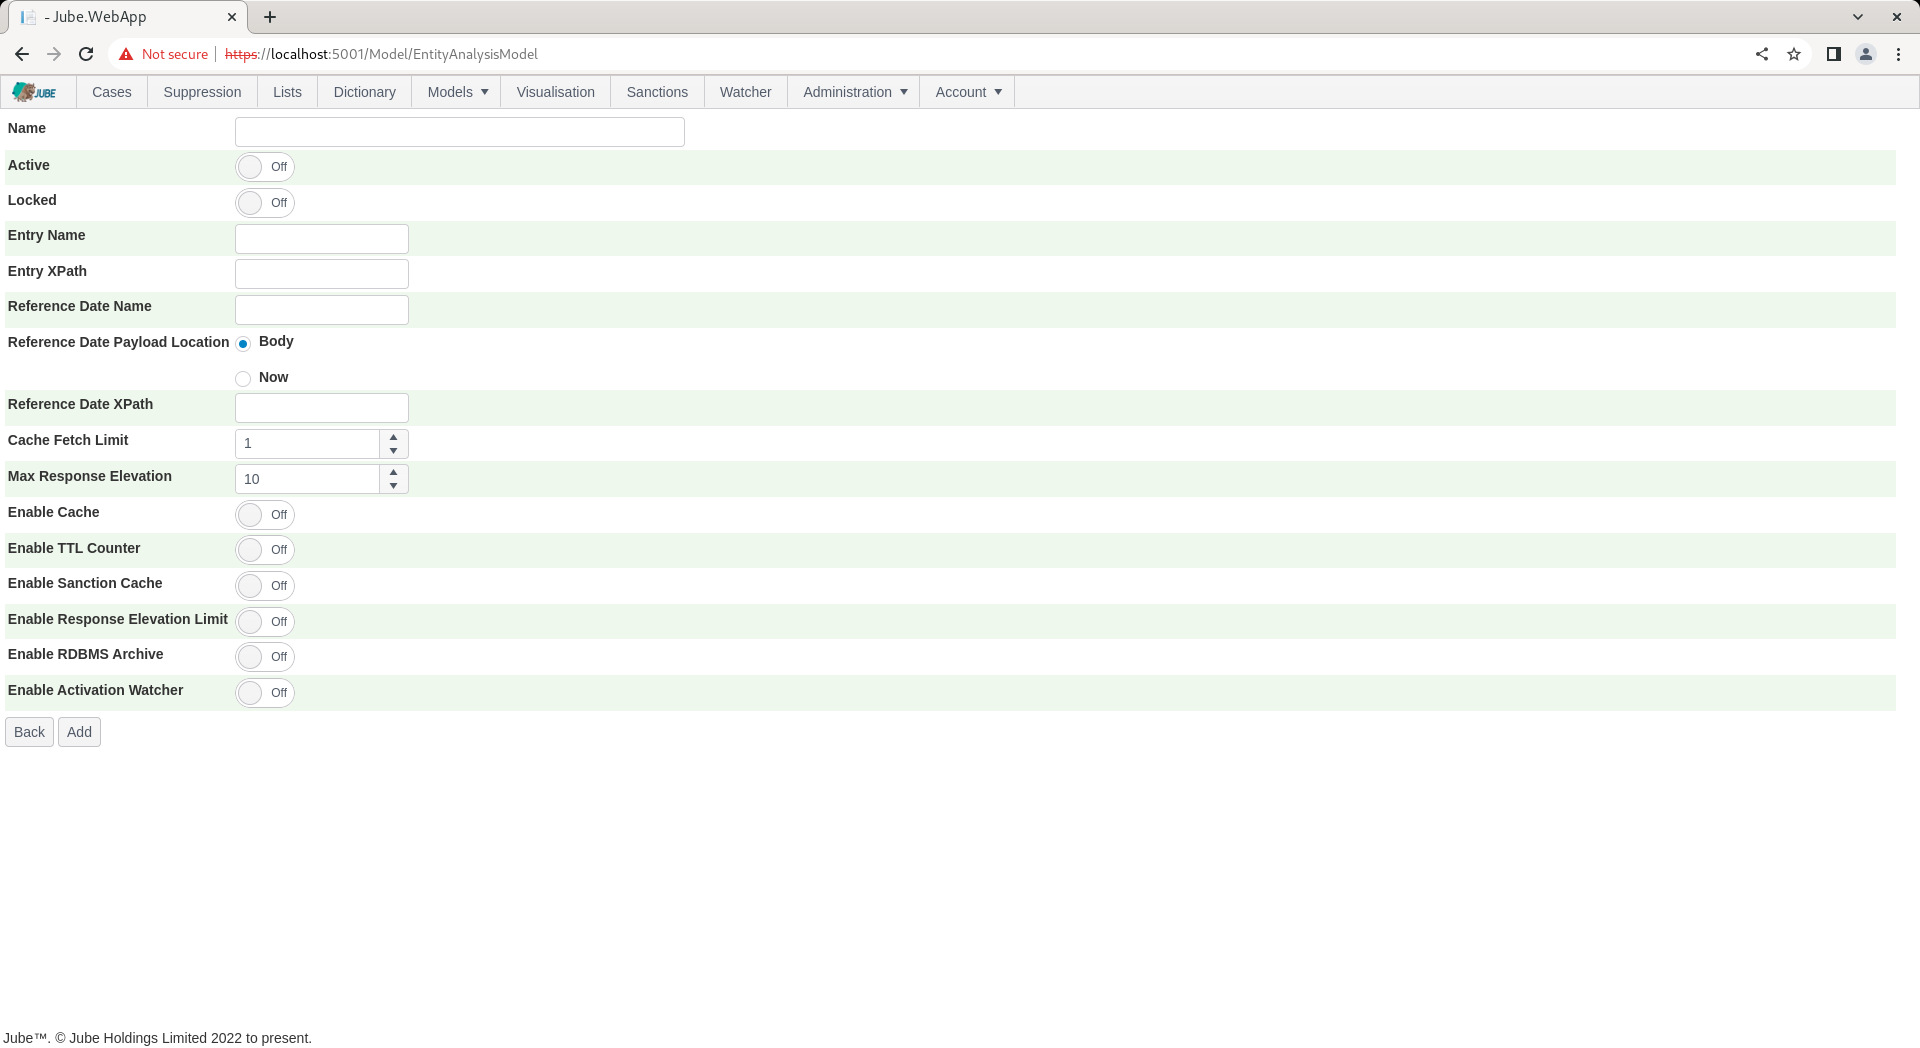 - Jube.WebApp
Not secure | https://localhost:5001/Model/EntityAnalysisModel
JUBE Cases Suppression Lists Dictionary Models Visualisation Sanctions Watcher Administration Account
Name
Active Off
Locked Off
Entry Name
Entry XPath
Reference Date Name
Reference Date Payload Location Body
Now
Reference Date XPath
Cache Fetch Limit 1
Max Response Elevation 10
Enable Cache Off
Enable TTL Counter Off
Enable Sanction Cache Off
Enable Response Elevation Limit Off
Enable RDBMS Archive Off
Enable Activation Watcher Off
Back Add
Jube™. © Jube Holdings Limited 2022 to present.